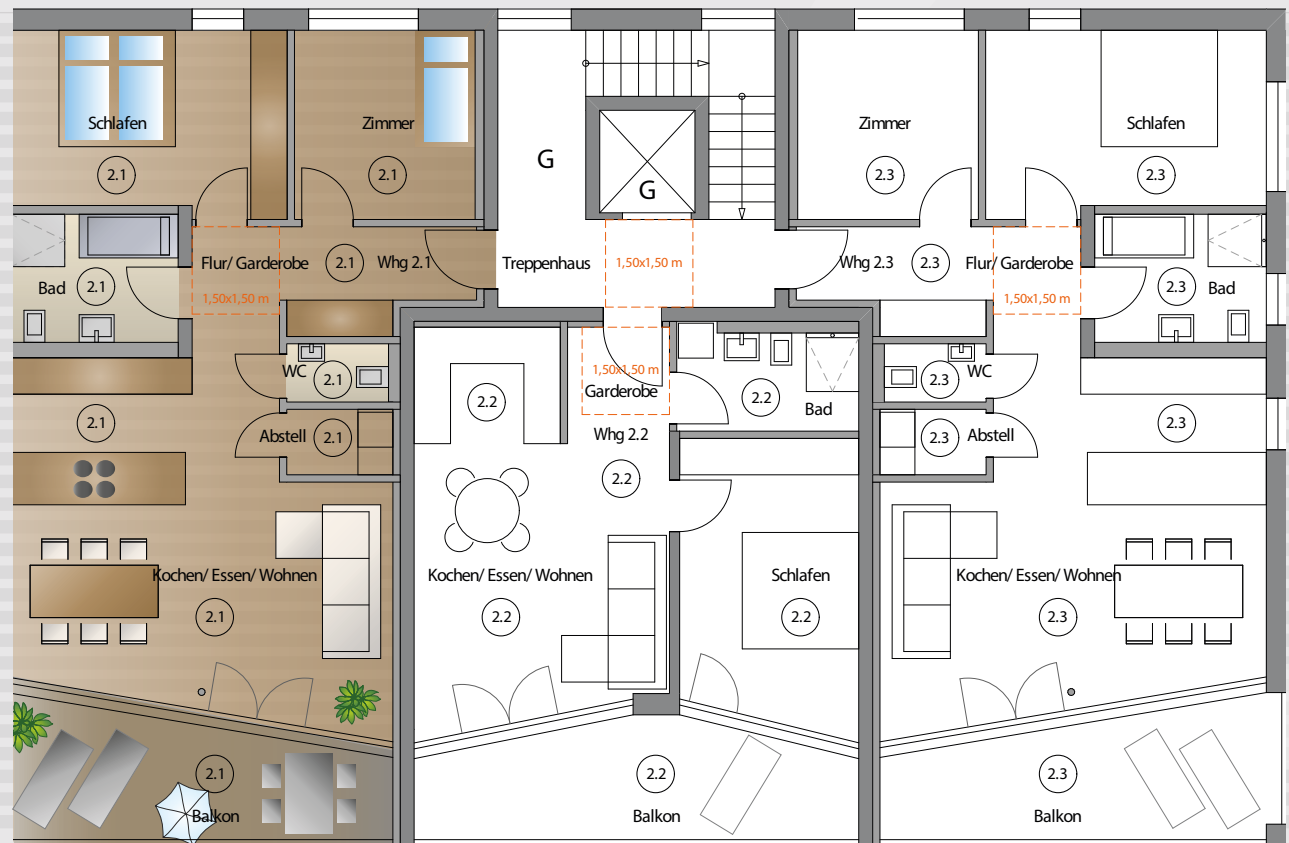 Schlafen
2.1
Zimmer
2.1
G
G
Zimmer
2.3
Schlafen
2.3
Flur/ Garderobe
2.1
Whg 2.1
1,50x1,50 m
Treppenhaus
1,50x1,50 m
Whg 2.3
2.3
Flur/ Garderobe
1,50x1,50 m
Bad
2.1
2.3
Bad
WC
2.1
2.1
Abstell
2.1
2.2
1,50x1,50 m
Garderobe
Whg 2.2
2.2
2.2
Bad
2.3
WC
2.3
Abstell
2.3
Kochen/ Essen/ Wohnen
2.1
Kochen/ Essen/ Wohnen
2.2
Schlafen
2.2
Kochen/ Essen/ Wohnen
2.3
2.1
Balkon
2.2
Balkon
2.3
Balkon